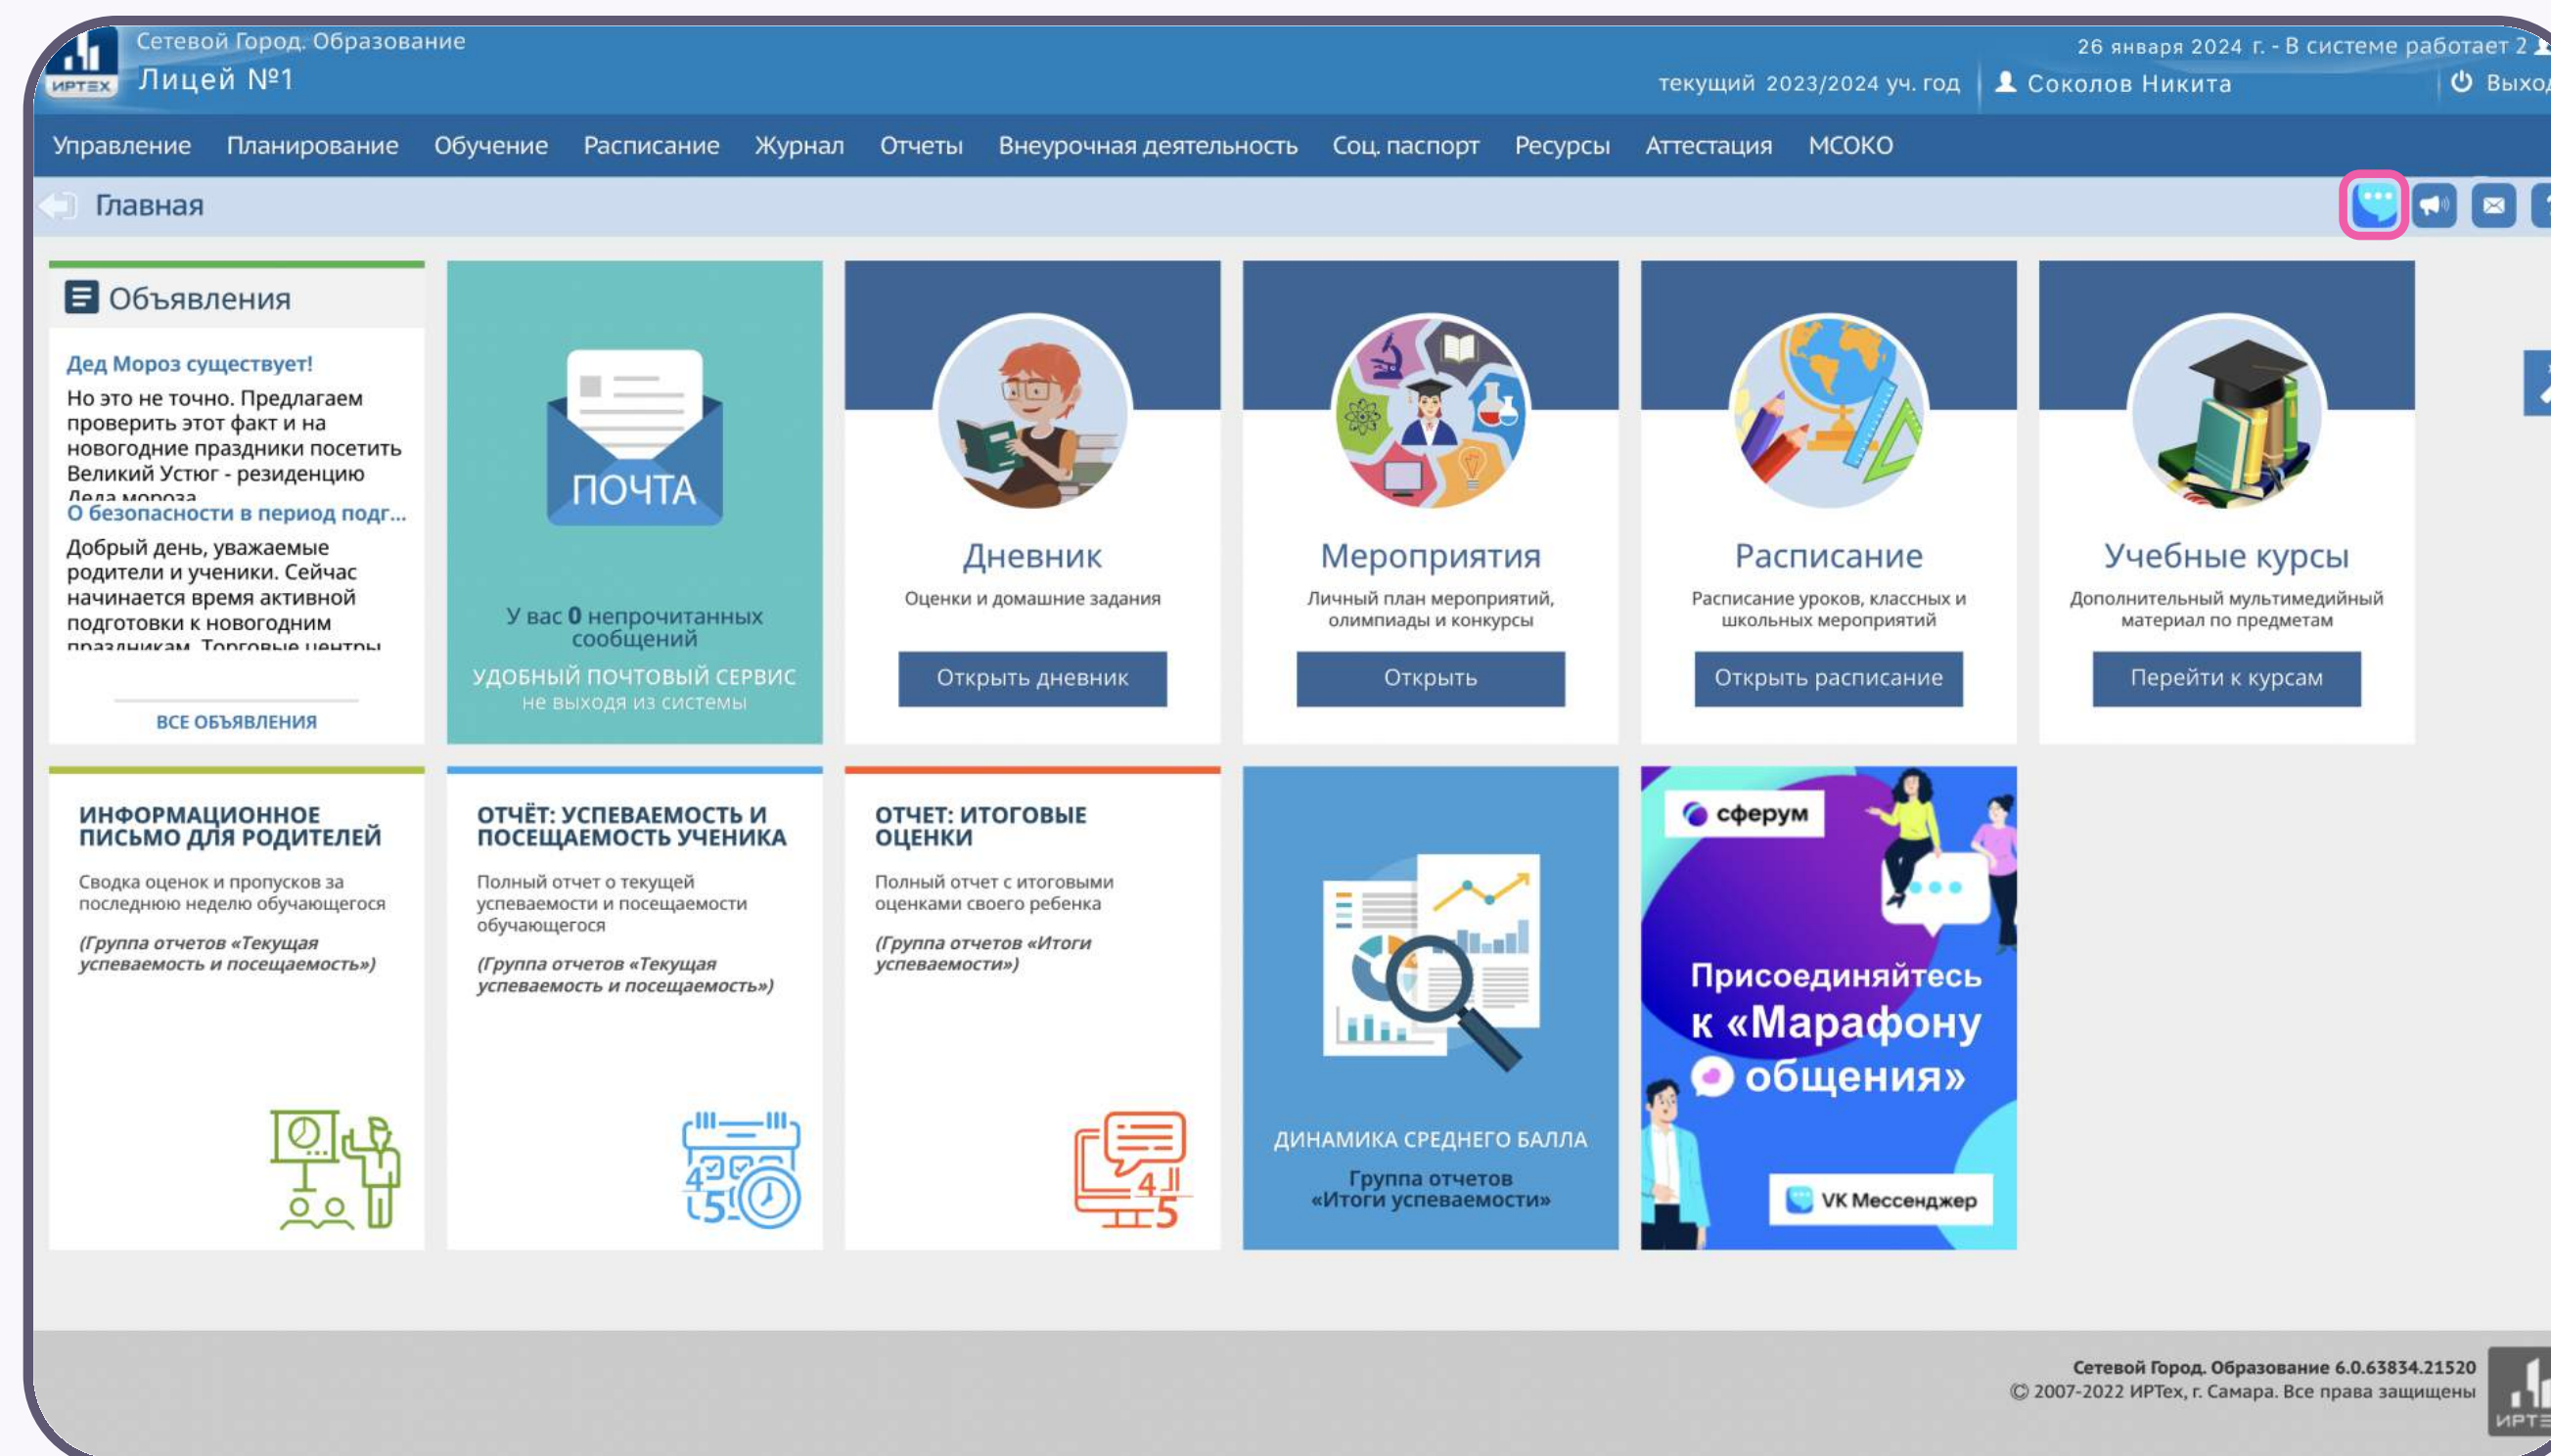 Сетевой Город. Образование
Лицей №1
ИРТЕХ
26 января 2024 г. - В системе работает 2
текущий 2023/2024 уч. год
Соколов Никита
Выход
Управление Планирование Обучение Расписание Журнал Отчеты Внеурочная деятельность Соц. паспорт Ресурсы Аттестация МСОКО
Главная
Объявления
Дед Мороз существует!
Но это не точно. Предлагаем
проверить этот факт и на
новогодние праздники посетить
Великий Устюг - резиденцию
Деда мороза
О безопасности в период подг...
Добрый день, уважаемые
родители и ученики. Сейчас
начинается время активной
подготовки к новогодним
праздникам. Торговые центры
ВСЕ ОБЪЯВЛЕНИЯ
ПОЧТА
У вас 0 непрочитанных
сообщений
УДОБНЫЙ ПОЧТОВЫЙ СЕРВИС
не выходя из системы
Дневник
Оценки и домашние задания
Открыть дневник
Мероприятия
Личный план мероприятий,
олимпиады и конкурсы
Открыть
Расписание
Расписание уроков, классных и
школьных мероприятий
Открыть расписание
Учебные курсы
Дополнительный мультимедийный
материал по предметам
Перейти к курсам
ИНФОРМАЦИОННОЕ
ПИСЬМО ДЛЯ РОДИТЕЛЕЙ
Сводка оценок и пропусков за
последнюю неделю обучающегося
(Группа отчетов «Текущая
успеваемость и посещаемость»)
ОТЧЁТ: УСПЕВАЕМОСТЬ И
ПОСЕЩАЕМОСТЬ УЧЕНИКА
Полный отчет о текущей
успеваемости и посещаемости
обучающегося
(Группа отчетов «Текущая
успеваемость и посещаемость»)
4
5
ОТЧЕТ: ИТОГОВЫЕ
ОЦЕНКИ
Полный отчет с итоговыми
оценками своего ребенка
(Группа отчетов «Итоги
успеваемости»)
4
5
ДИНАМИКА СРЕДНЕГО БАЛЛА
Группа отчетов
«Итоги успеваемости»
сферум
Присоединяйтесь
к «Марафону
общения»
VK Мессенджер
Сетевой Город. Образование 6.0.63834.21520
© 2007-2022 ИРТех, г. Самара. Все права защищены